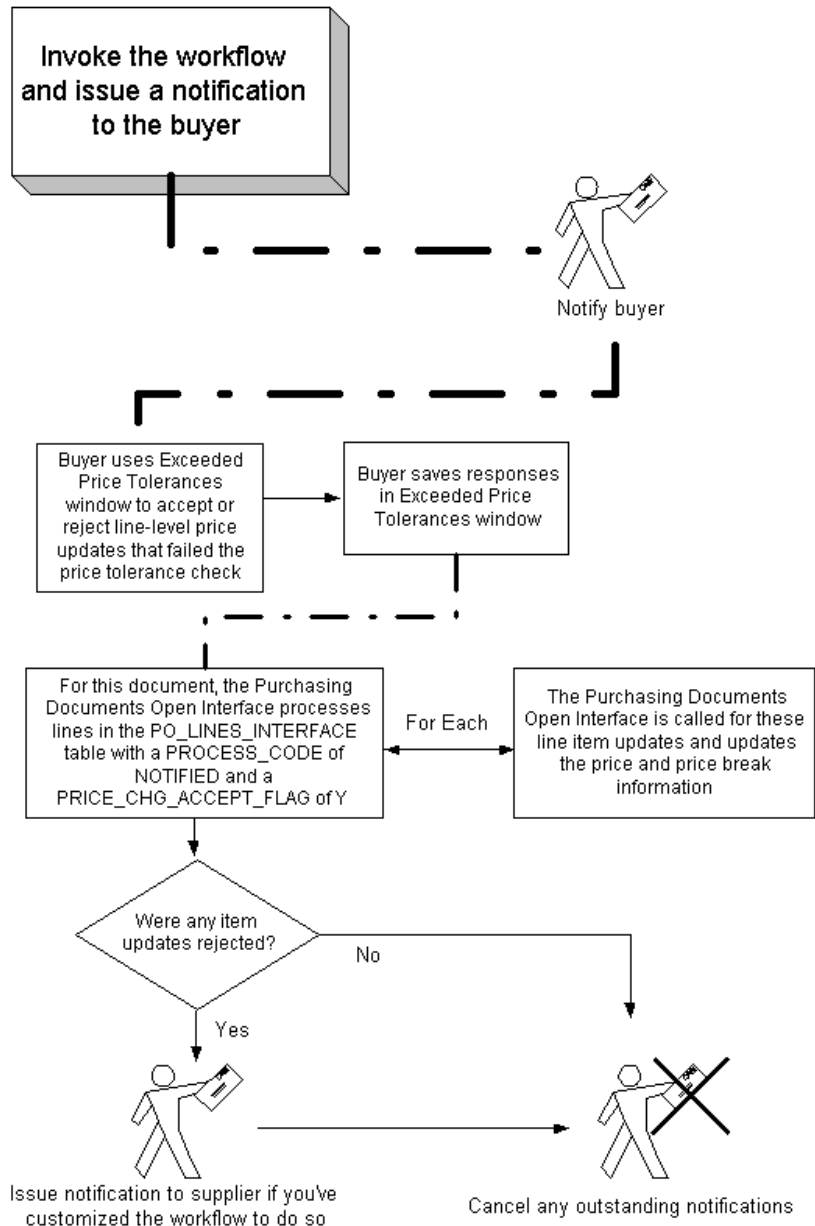 Invoke the workflow
and issue a notification
to the buyer
Notify buyer
Buyer uses Exceeded
Price Tolerances
window to accept or
reject line-level price
updates that failed the
price tolerance check
Buyer saves responses
in Exceeded Price
Tolerances window
For this document, the Purchasing
Documents Open Interface processes
lines in the PO_LINES_INTERFACE
table with a PROCESS_CODE of
NOTIFIED and a
PRICE_CHG_ACCEPT_FLAG of Y
For Each
The Purchasing Documents
Open Interface is called for these
line item updates and updates
the price and price break
information
Were any item
updates rejected?
No
Yes
Issue notification to supplier if you've
customized the workflow to do so
Cancel any outstanding notifications